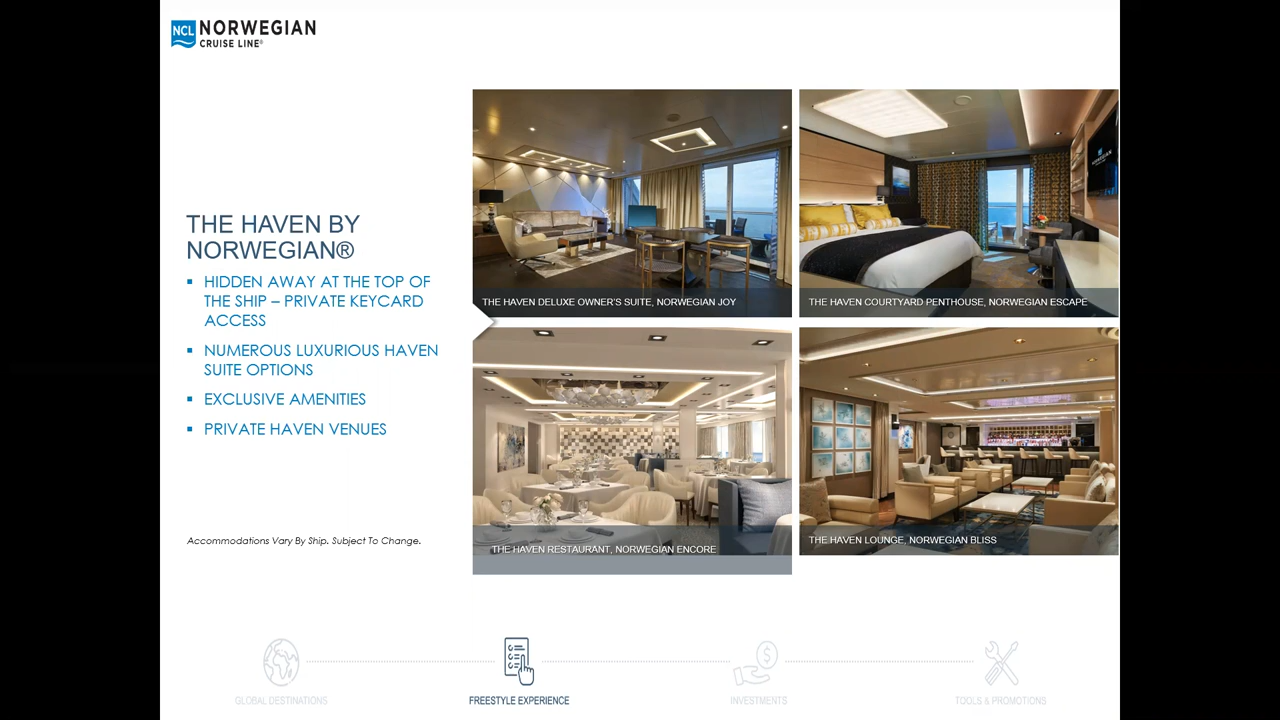 NCL NORWEGIAN
CRUISE LINE®
THE HAVEN BY
NORWEGIAN®
▪ HIDDEN AWAY AT THE TOP OF
THE SHIP – PRIVATE KEYCARD
ACCESS
▪ NUMEROUS LUXURIOUS HAVEN
SUITE OPTIONS
▪ EXCLUSIVE AMENITIES
▪ PRIVATE HAVEN VENUES
Accommodations Vary By Ship. Subject To Change.
THE HAVEN DELUXE OWNER'S SUITE, NORWEGIAN JOY
THE HAVEN COURTYARD PENTHOUSE, NORWEGIAN ESCAPE
THE HAVEN RESTAURANT, NORWEGIAN ENCORE
THE HAVEN LOUNGE, NORWEGIAN BLISS
GLOBAL DESTINATIONS
FREESTYLE EXPERIENCE
INVESTMENTS
TOOLS & PROMOTIONS